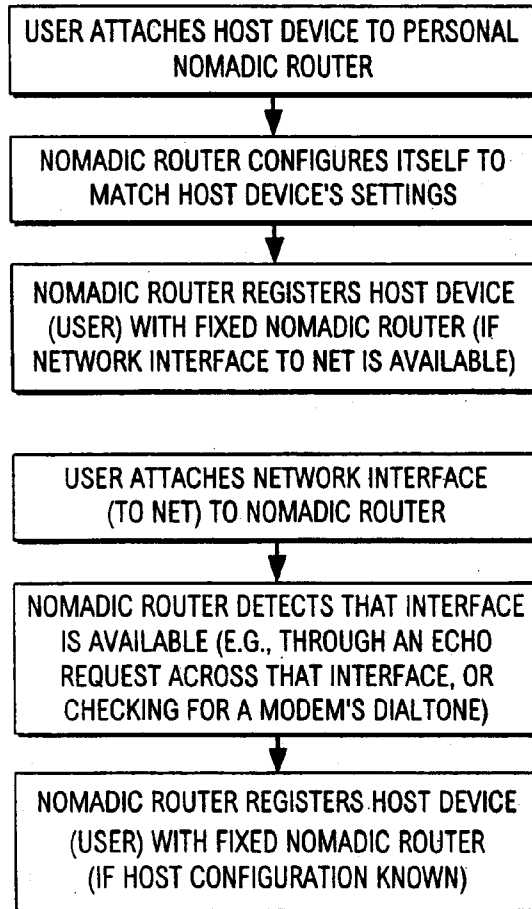 USER ATTACHES HOST DEVICE TO PERSONAL
NOMADIC ROUTER
NOMADIC ROUTER CONFIGURES ITSELF TO
MATCH HOST DEVICE'S SETTINGS
NOMADIC ROUTER REGISTERS HOST DEVICE
(USER) WITH FIXED NOMADIC ROUTER (IF
NETWORK INTERFACE TO NET IS AVAILABLE)
USER ATTACHES NETWORK INTERFACE
(TO NET) TO NOMADIC ROUTER
NOMADIC ROUTER DETECTS THAT INTERFACE
IS AVAILABLE (E.G., THROUGH AN ECHO
REQUEST ACROSS THAT INTERFACE, OR
CHECKING FOR A MODEM'S DIALTONE)
NOMADIC ROUTER REGISTERS HOST DEVICE
(USER) WITH FIXED NOMADIC ROUTER
(IF HOST CONFIGURATION KNOWN)